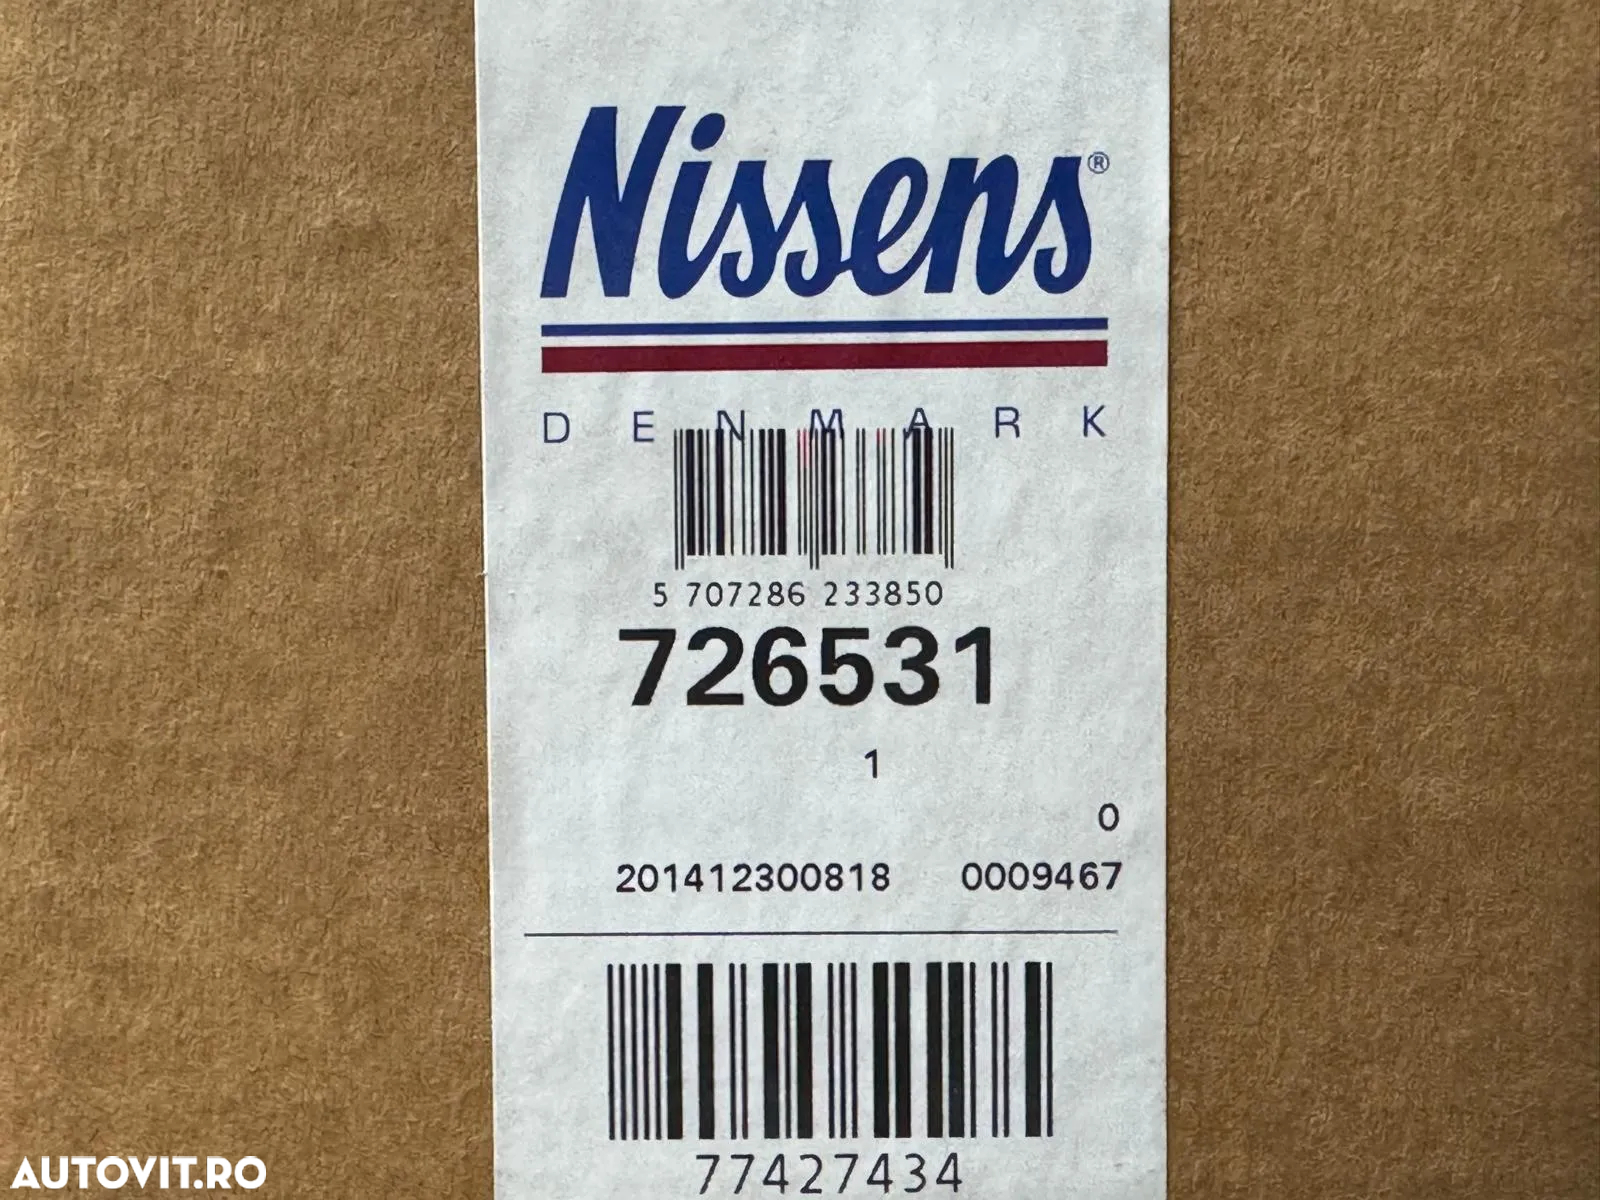 Nissens®
DENMARK
5 707286 233850
726531
1
0
201412300818 0009467
77427434
AUTOVIT.RO